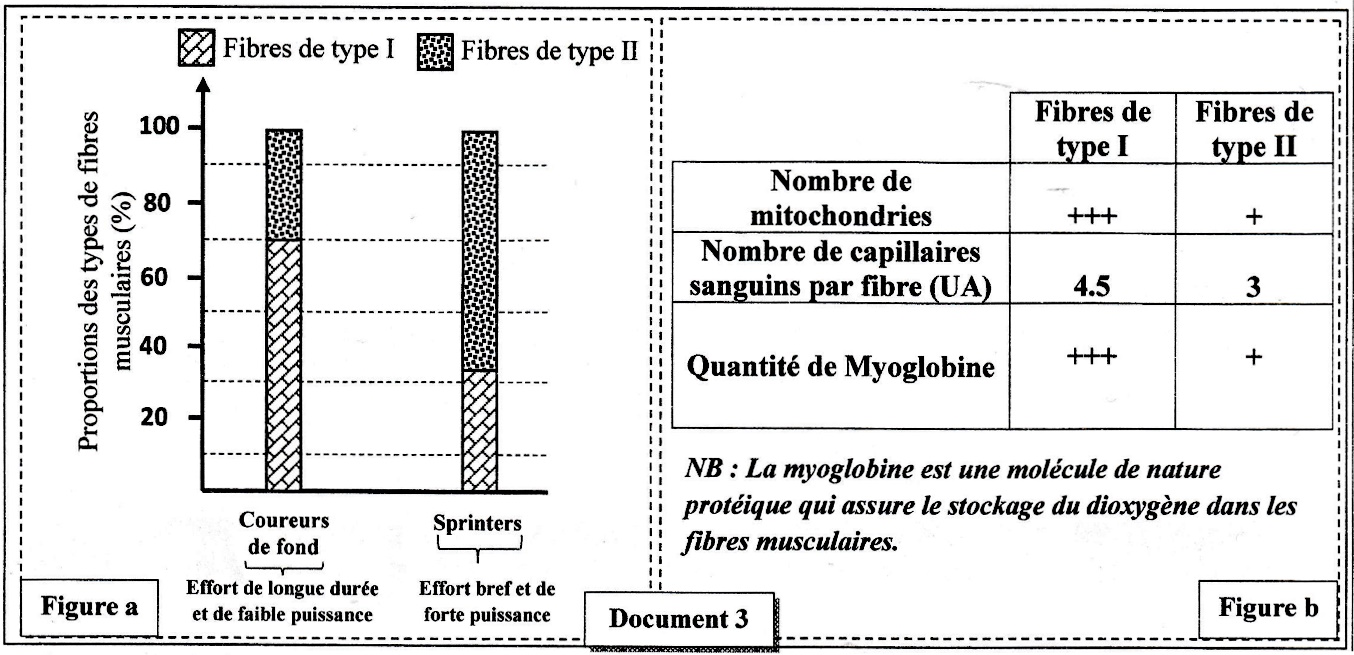 Fibres de type I
Fibres de type II
Proportions des types de fibres
musculaires (%)
100
80
60
40
20
Coureurs
de fond
Sprinters
Effort de longue durée
et de faible puissance
Effort bref et de
forte puissance
Figure a
Document 3
Fibres de
type I
Fibres de
type II
Nombre de
mitochondries
+++
+
Nombre de capillaires
sanguins par fibre (UA)
4.5
3
Quantité de Myoglobine
+++
+
NB : La myoglobine est une molécule de nature
protéique qui assure le stockage du dioxygène dans les
fibres musculaires.
Figure b